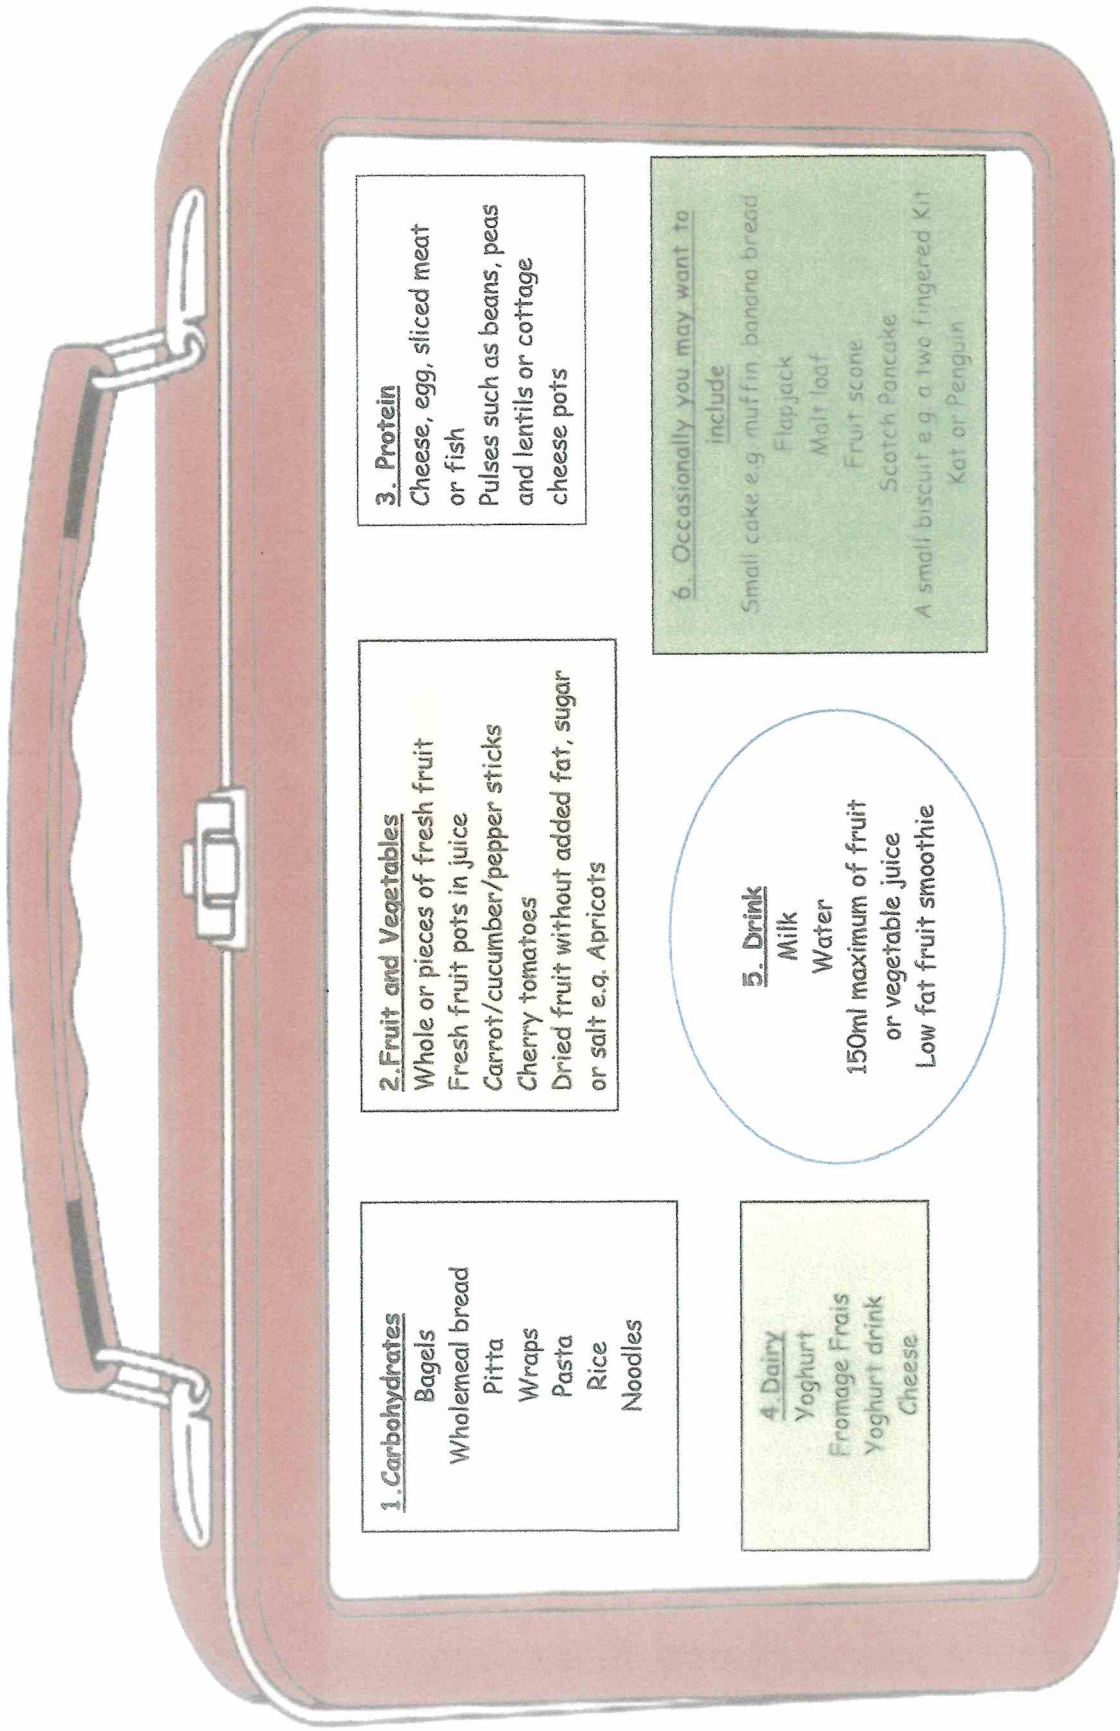 1.Carbohydrates
Bagels
Wholemeal bread
Pitta
Wraps
Pasta
Rice
Noodles
2.Fruit and Vegetables
Whole or pieces of fresh fruit
Fresh fruit pots in juice
Carrot/cucumber/pepper sticks
Cherry tomatoes
Dried fruit without added fat, sugar
or salt e.g. Apricots
3. Protein
Cheese, egg, sliced meat
or fish
Pulses such as beans, peas
and lentils or cottage
cheese pots
4.Dairy
Yoghurt
Fromage Frais
Yoghurt drink
Cheese
5. Drink
Milk
Water
150ml maximum of fruit
or vegetable juice
Low fat fruit smoothie
6. Occasionally you may want to
include
Small cake e.g. muffin, banana bread
Flapjack
Malt loaf
Fruit scone
Scotch Pancake
A small biscuit e.g. a two fingered Kit
Kat or Penguin